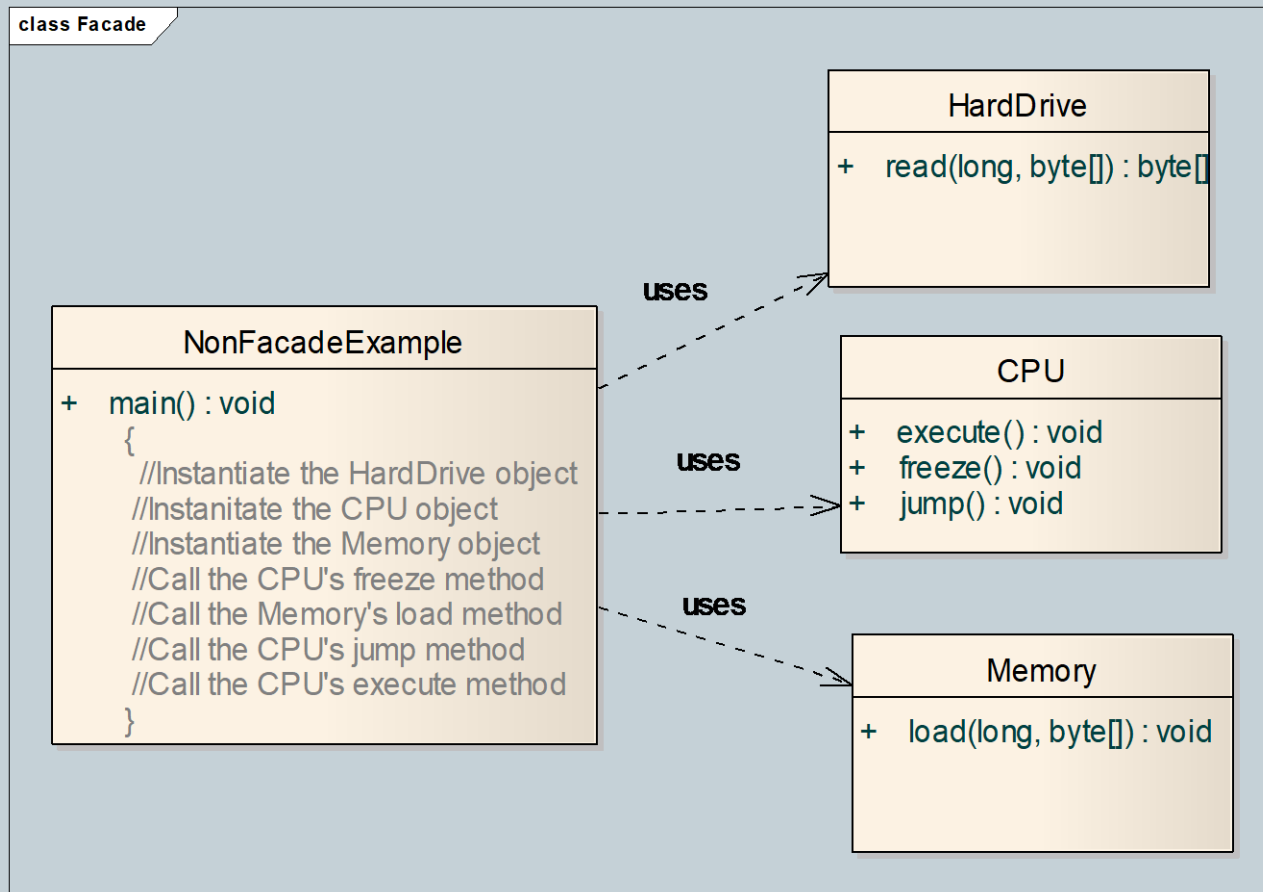 class Facade
HardDrive
+ read(long, byte[]) : byte[]
uses
NonFacadeExample
+ main() : void
{
//Instantiate the HardDrive object
//Instanitate the CPU object
//Instantiate the Memory object
//Call the CPU's freeze method
//Call the Memory's load method
//Call the CPU's jump method
//Call the CPU's execute method
}
uses
CPU
+ execute() : void
+ freeze() : void
+ jump() : void
uses
Memory
+ load(long, byte[]) : void